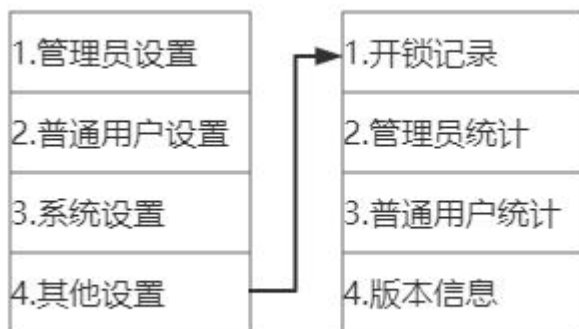 1.管理员设置
2.普通用户设置
3.系统设置
4.其他设置
1.开锁记录
2.管理员统计
3.普通用户统计
4.版本信息